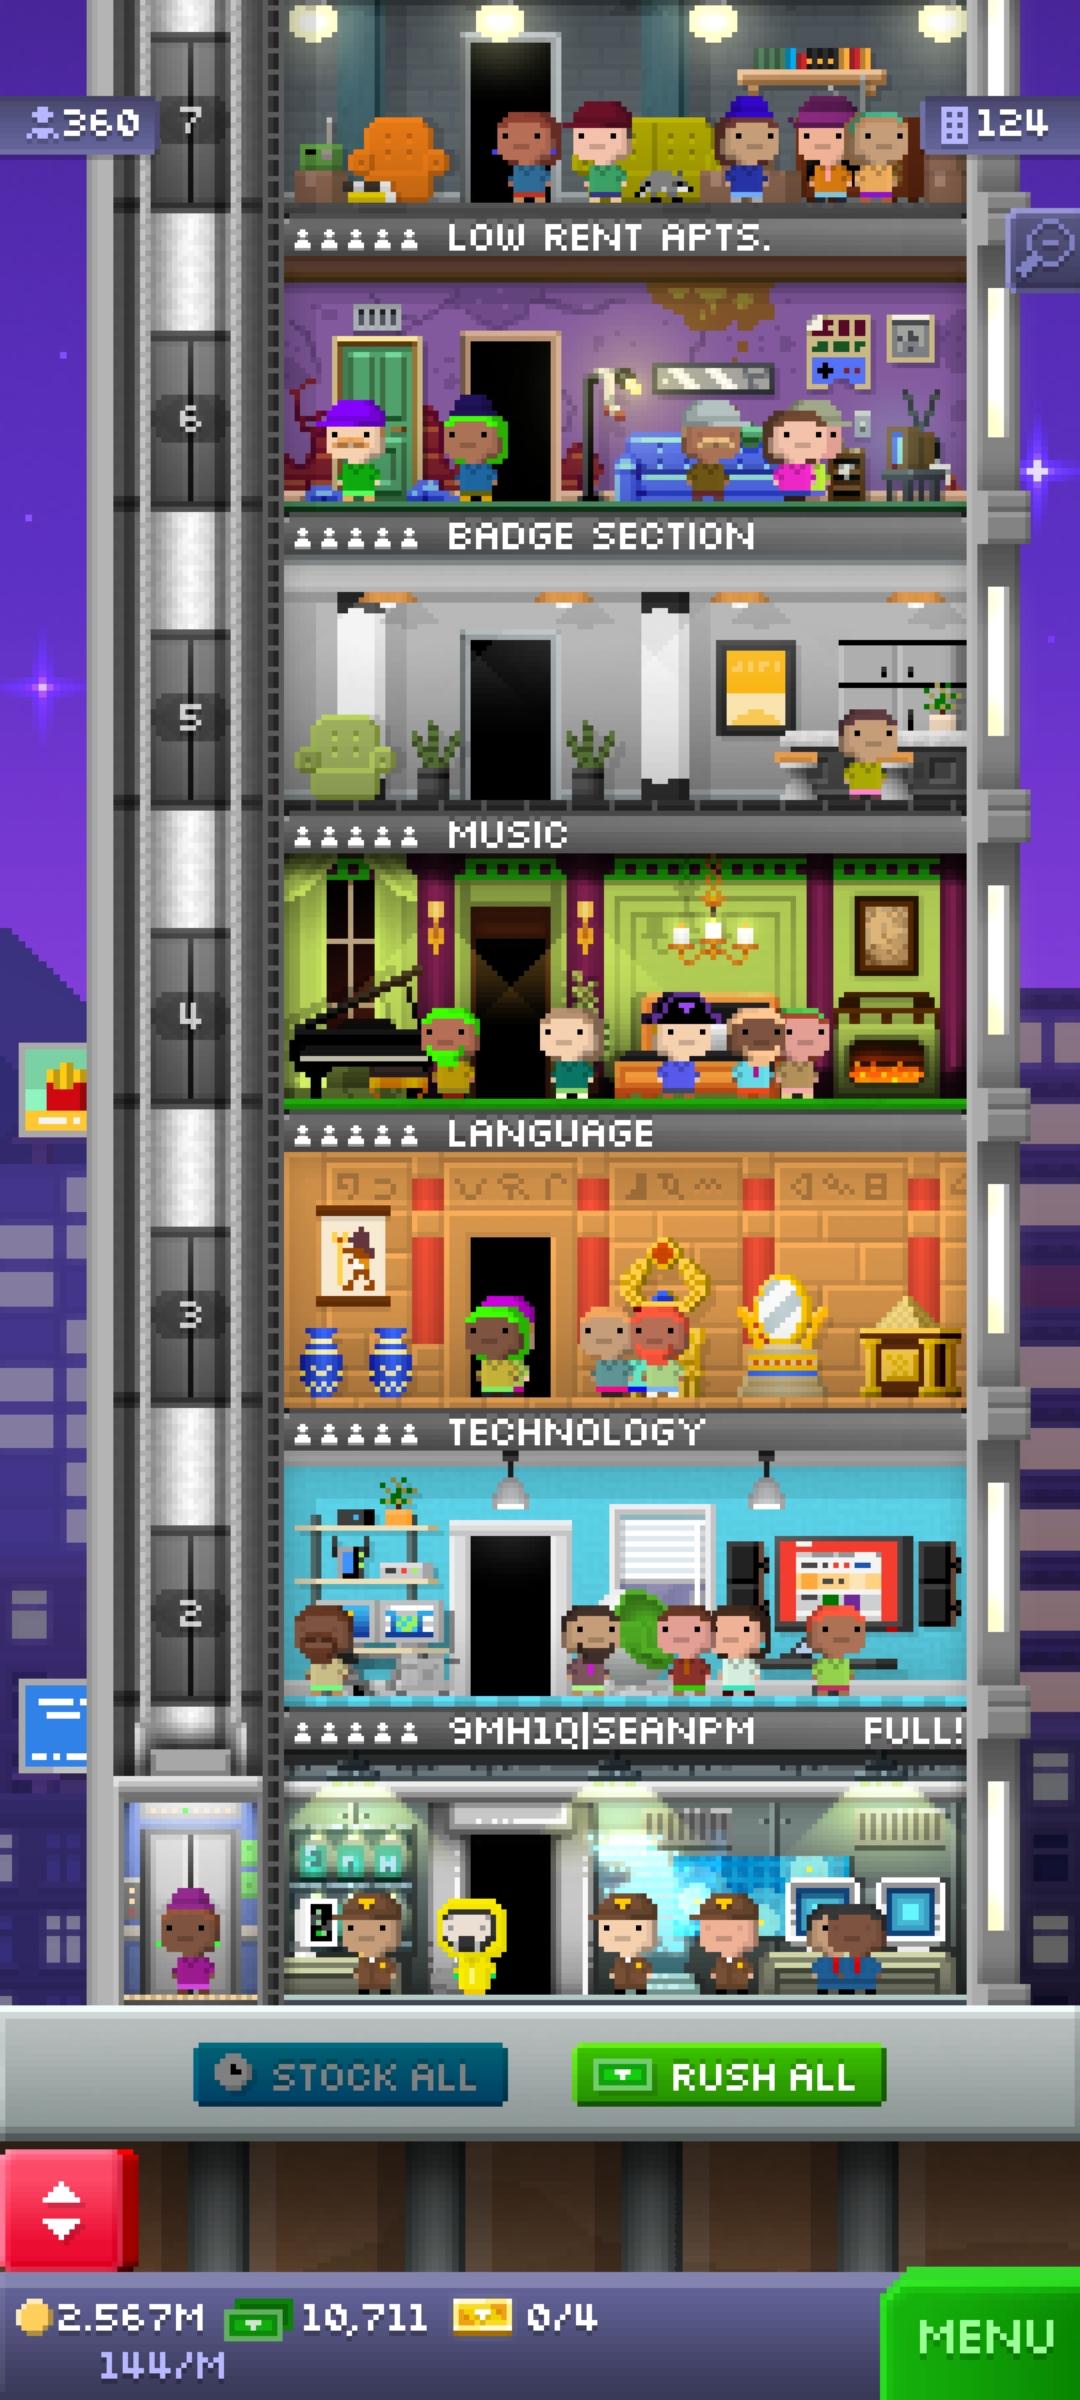 7
360
124
LOW RENT APTS.
6
BADGE SECTION
5
MUSIC
4
LANGUAGE
3
TECHNOLOGY
2
9MH1Q|SEANPM FULL!
STOCK ALL
RUSH ALL
2.567M 10,711 0/4
144/M
MENU